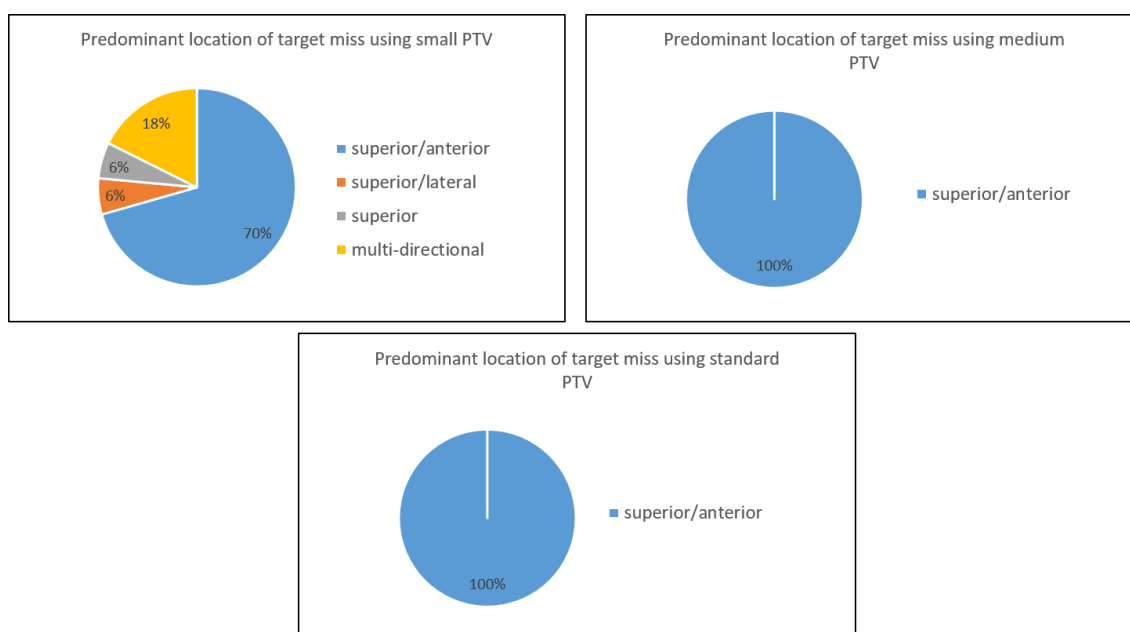 Predominant location of target miss using small PTV
18%
6%
6%
70%
superior/anterior
superior/lateral
superior
multi-directional
Predominant location of target miss using medium
PTV
100%
superior/anterior
Predominant location of target miss using standard
PTV
100%
superior/anterior